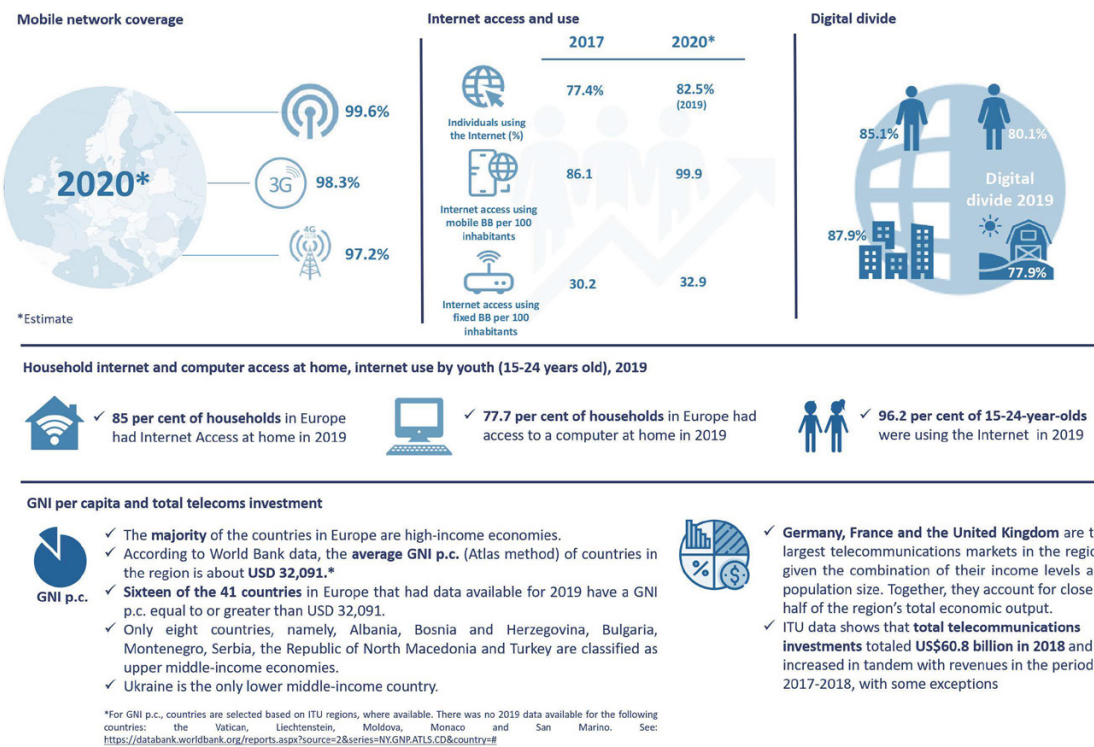 Mobile network coverage
2020*
99.6%
3G
98.3%
4G
97.2%
*Estimate
Internet access and use
2017
2020*
Individuals using
the Internet (%)
77.4%
82.5%
(2019)
Internet access using
mobile BB per 100
inhabitants
86.1
99.9
Internet access using
fixed BB per 100
inhabitants
30.2
32.9
Digital divide
85.1%
80.1%
Digital
divide 2019
87.9%
77.9%
Household internet and computer access at home, internet use by youth (15-24 years old), 2019
✓ 85 per cent of households in Europe
had Internet Access at home in 2019
✓ 77.7 per cent of households in Europe had
access to a computer at home in 2019
✓ 96.2 per cent of 15-24-year-olds
were using the Internet in 2019
GNI per capita and total telecoms investment
GNI p.c.
✓ The majority of the countries in Europe are high-income economies.
✓ According to World Bank data, the average GNI p.c. (Atlas method) of countries in
the region is about USD 32,091.*
✓ Sixteen of the 41 countries in Europe that had data available for 2019 have a GNI
p.c. equal to or greater than USD 32,091.
✓ Only eight countries, namely, Albania, Bosnia and Herzegovina, Bulgaria,
Montenegro, Serbia, the Republic of North Macedonia and Turkey are classified as
upper middle-income economies.
✓ Ukraine is the only lower middle-income country.
*For GNI p.c., countries are selected based on ITU regions, where available. There was no 2019 data available for the following
countries: the Vatican, Liechtenstein, Moldova, Monaco and San Marino. See:
https://databank.worldbank.org/reports.aspx?source=2&series=NY.GNP.ATLS.CD&country=#
%
$
✓ Germany, France and the United Kingdom are t
largest telecommunications markets in the regio
given the combination of their income levels a
population size. Together, they account for close
half of the region's total economic output.
✓ ITU data shows that total telecommunications
investments totaled US$60.8 billion in 2018 and
increased in tandem with revenues in the period
2017-2018, with some exceptions